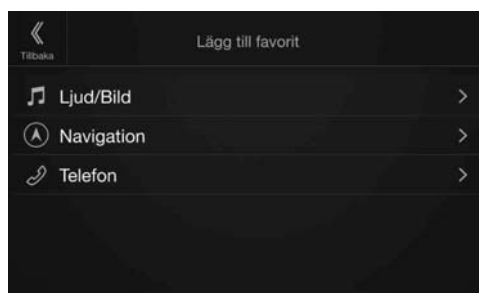 Tillbaka
Lägg till favorit
Ljud/Bild
Navigation
Telefon